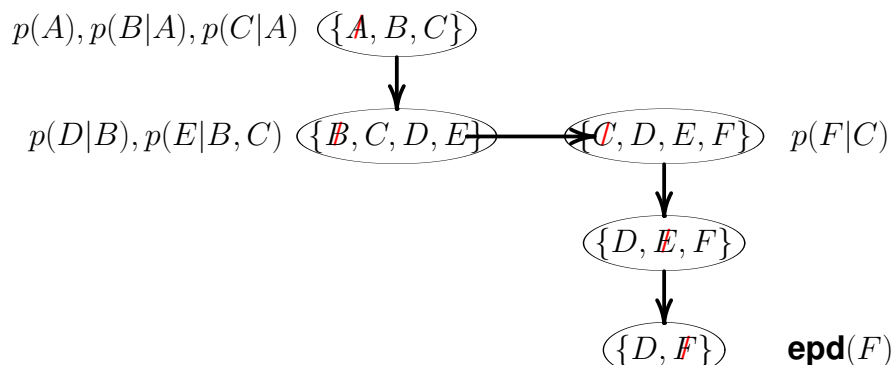 p(A), p(B|A), p(C|A) {A, B, C}
p(D|B), p(E|B, C) {B, C, D, E} {C, D, E, F} p(F|C)
{D, E, F}
{D, F} epd(F)